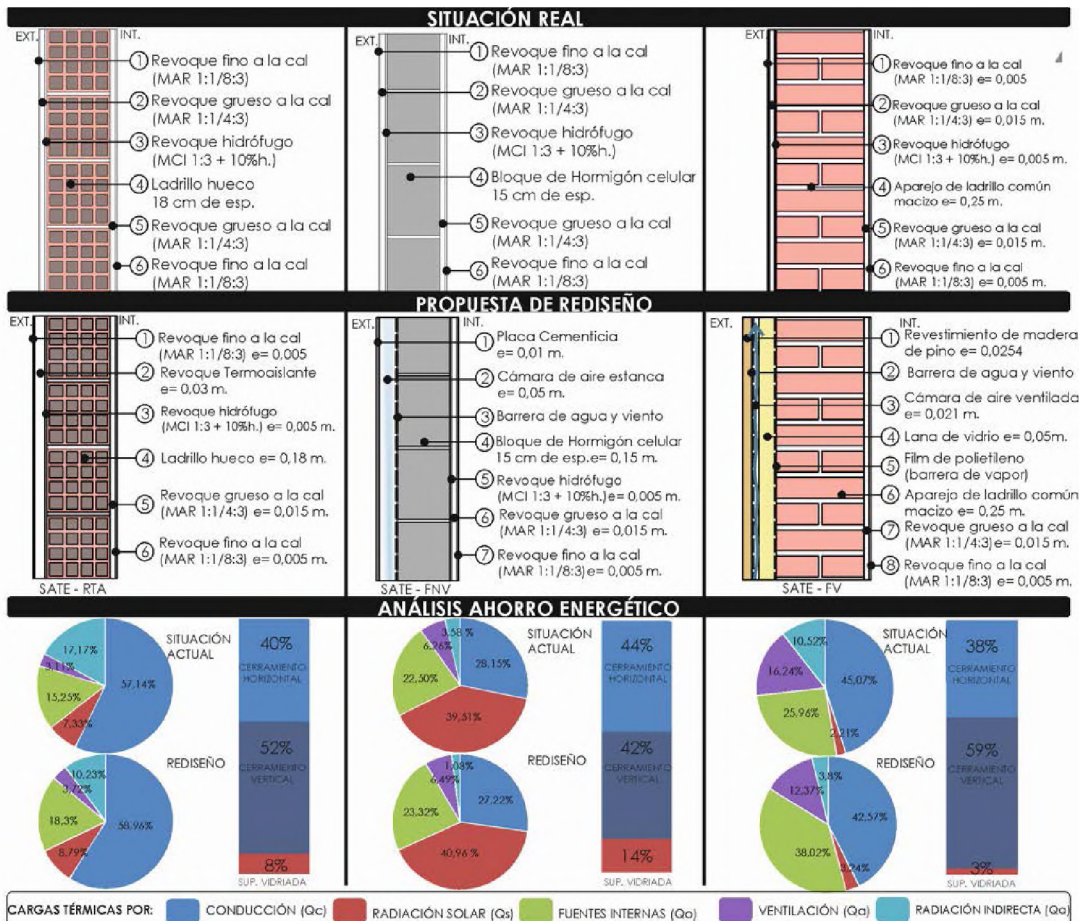 SITUACIÓN REAL
EXT.
INT.
1 Revoque fino a la cal
(MAR 1:1/8:3)
2 Revoque grueso a la cal
(MAR 1:1/4:3)
3 Revoque hidrófugo
(MCI 1:3 + 10%h.)
4 Ladrillo hueco
18 cm de esp.
5 Revoque grueso a la cal
(MAR 1:1/4:3)
6 Revoque fino a la cal
(MAR 1:1/8:3)
EXT.
INT.
1 Revoque fino a la cal
(MAR 1:1/8:3)
2 Revoque grueso a la cal
(MAR 1:1/4:3)
3 Revoque hidrófugo
(MCI 1:3 + 10%h.)
4 Bloque de Hormigón celular
15 cm de esp.
5 Revoque grueso a la cal
(MAR 1:1/4:3)
6 Revoque fino a la cal
(MAR 1:1/8:3)
EXT.
INT.
1 Revoque fino a la cal
(MAR 1:1/8:3) e= 0,005
2 Revoque grueso a la cal
(MAR 1:1/4:3) e= 0,015 m.
3 Revoque hidrófugo
(MCI 1:3 + 10%h.) e= 0,005 m.
4 Aparejo de ladrillo común
macizo e= 0,25 m.
5 Revoque grueso a la cal
(MAR 1:1/4:3) e= 0,015 m.
6 Revoque fino a la cal
(MAR 1:1/8:3) e= 0,005 m.
PROPUESTA DE REDISEÑO
EXT.
INT.
1 Revoque fino a la cal
(MAR 1:1/8:3) e= 0,005
2 Revoque Termoaislante
e= 0,03 m.
3 Revoque hidrófugo
(MCI 1:3 + 10%h.) e= 0,005 m.
4 Ladrillo hueco e= 0,18 m.
5 Revoque grueso a la cal
(MAR 1:1/4:3) e= 0,015 m.
6 Revoque fino a la cal
(MAR 1:1/8:3) e= 0,005 m.
SATE - RTA
EXT.
INT.
1 Placa Cementicia
e= 0,01 m.
2 Cámara de aire estanca
e= 0,05 m.
3 Barrera de agua y viento
4 Bloque de Hormigón celular
15 cm de esp.e= 0,15 m.
5 Revoque hidrófugo
(MCI 1:3 + 10%h.) e= 0,005 m.
6 Revoque grueso a la cal
(MAR 1:1/4:3) e= 0,015 m.
7 Revoque fino a la cal
(MAR 1:1/8:3) e= 0,005 m.
SATE - FNV
EXT.
INT.
1 Revestimiento de madera
de pino e= 0,0254
2 Barrera de agua y viento
3 Cámara de aire ventilada
e= 0,021 m.
4 Lana de vidrio e= 0,05m.
5 Film de polietileno
(barrera de vapor)
6 Aparejo de ladrillo común
macizo e= 0,25 m.
7 Revoque grueso a la cal
(MAR 1:1/4:3) e= 0,015 m.
8 Revoque fino a la cal
(MAR 1:1/8:3) e= 0,005 m.
SATE - FV
ANÁLISIS AHORRO ENERGÉTICO
SITUACIÓN
ACTUAL
17,17%
3,11%
15,25%
7,33%
57,14%
REDISEÑO
10,23%
3,72%
18,3%
8,79%
58,96%
40%
CERRAMIENTO
HORIZONTAL
52%
CERRAMIENTO
VERTICAL
8%
SUP. VIDRIADA
SITUACIÓN
ACTUAL
3,58 %
6,26%
22,50%
28,15%
39,51%
REDISEÑO
1,08%
6,49%
23,32%
27,22%
40,96 %
44%
CERRAMIENTO
HORIZONTAL
42%
CERRAMIENTO
VERTICAL
14%
SUP. VIDRIADA
SITUACIÓN
ACTUAL
10,52%
16,24%
45,07%
25,96%
2,21%
REDISEÑO
3,8%
12,37%
42,57%
38,02%
3,24%
38%
CERRAMIENTO
HORIZONTAL
59%
CERRAMIENTO
VERTICAL
3%
SUP. VIDRIADA
CARGAS TÉRMICAS POR: CONDUCCIÓN (Qc) RADIACIÓN SOLAR (Qs) FUENTES INTERNAS (Qo) VENTILACIÓN (Qa) RADIACIÓN INDIRECTA (Qo)